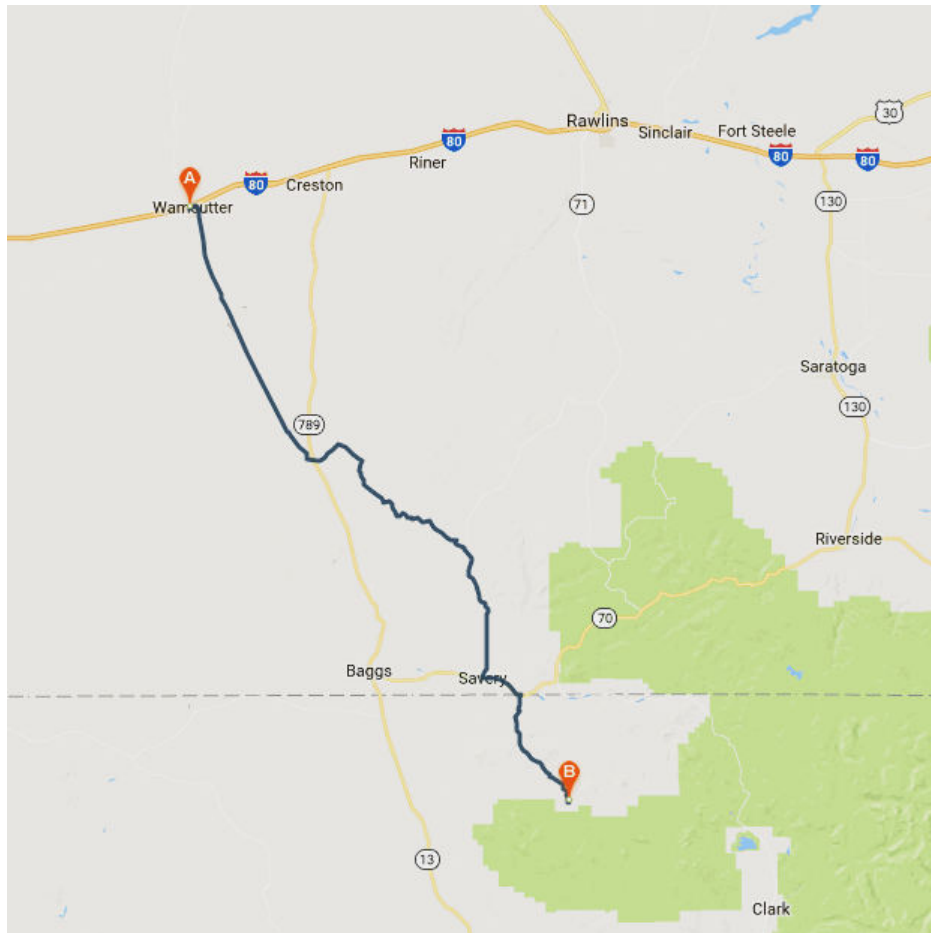 30
Rawlins
Sinclair
Fort Steele
80
Riner
80
80
A
80
Creston
Wamsutter
71
130
Saratoga
130
789
Riverside
70
Baggs
Savery
B
13
Clark